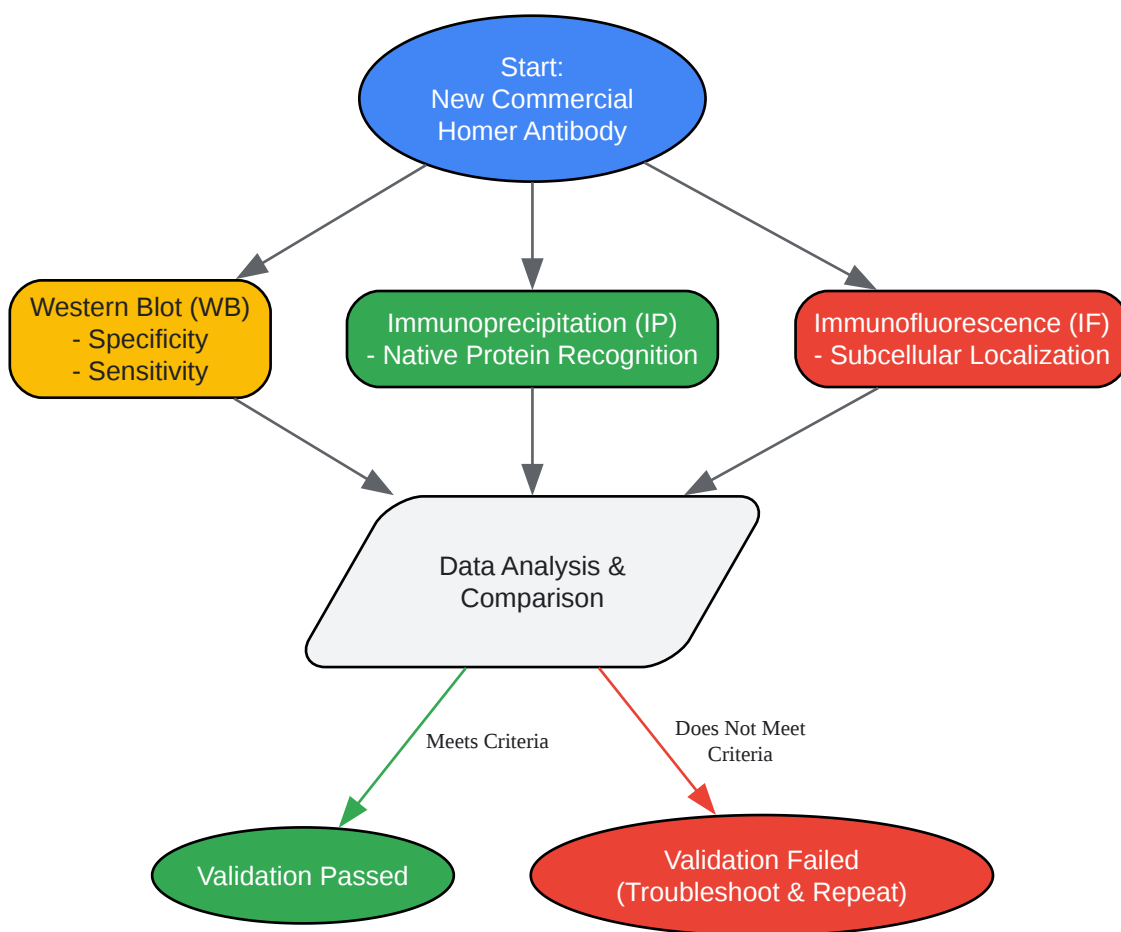 Start:
New Commercial
Homer Antibody
Western Blot (WB)
- Specificity
- Sensitivity
Immunoprecipitation (IP)
- Native Protein Recognition
Immunofluorescence (IF)
- Subcellular Localization
Data Analysis &
Comparison
Meets Criteria
Does Not Meet
Criteria
Validation Passed
Validation Failed
(Troubleshoot & Repeat)